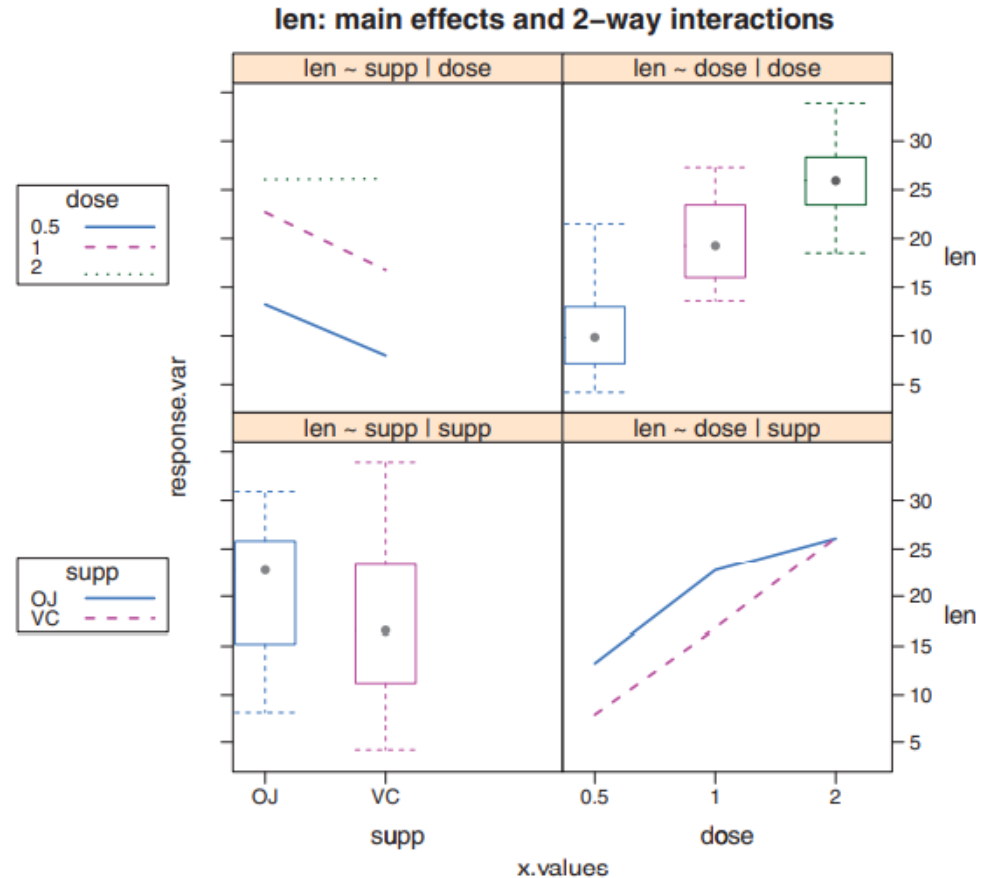 len: main effects and 2−way interactions
len ~ supp | dose
len ~ dose | dose
dose
0.5
1
2
30
25
20
15
10
5
len
response.var
len ~ supp | supp
len ~ dose | supp
supp
OJ
VC
30
25
20
15
10
5
len
OJ VC
0.5 1 2
supp
dose
x.values